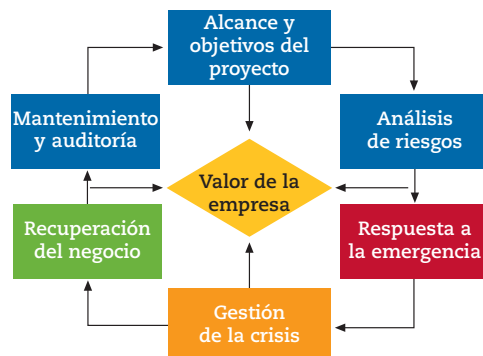 Alcance y
objetivos del
proyecto
Mantenimiento
y auditoría
Análisis
de riesgos
Valor de la
empresa
Recuperación
del negocio
Respuesta a
la emergencia
Gestión
de la crisis